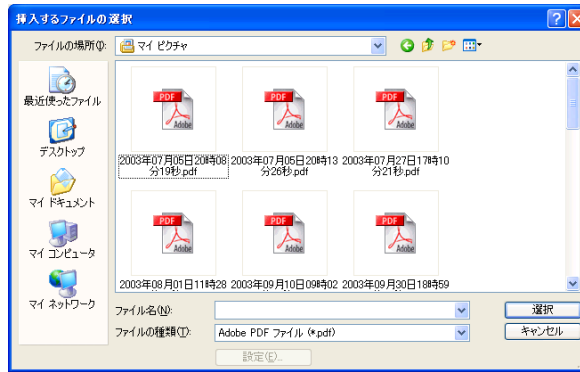 挿入するファイルの選択
ファイルの場所(I):
マイ ピクチャ
最近使ったファイル
デスクトップ
マイ ドキュメント
マイ コンピュータ
マイ ネットワーク
PDF
Adobe
PDF
Adobe
PDF
Adobe
2003年07月05日20時08分19秒.pdf
2003年07月05日20時13分26秒.pdf
2003年07月27日17時10分21秒.pdf
PDF
Adobe
PDF
Adobe
PDF
Adobe
2003年08月01日11時28
2003年09月10日09時02
2003年09月30日18時59
ファイル名(N):
選択
ファイルの種類(T):
Adobe PDF ファイル (*.pdf)
キャンセル
設定(E)...